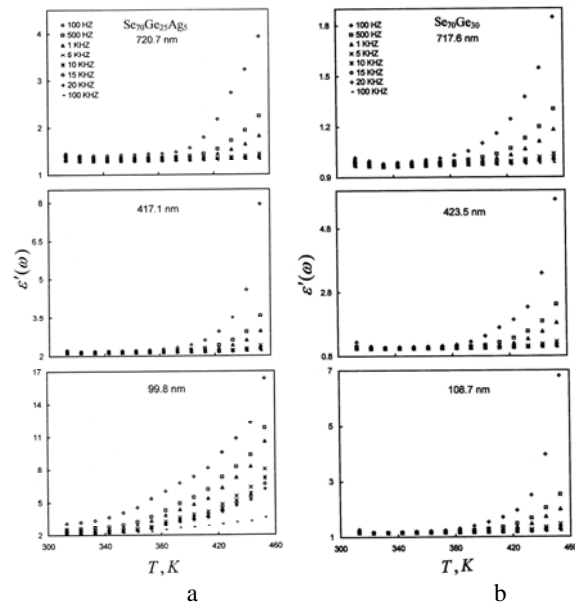 Se70Ge25Ag5
720.7 nm
100 HZ
500 HZ
1 KHZ
5 KHZ
10 KHZ
15 KHZ
20 KHZ
100 KHZ
4
3
2
1
417.1 nm
8
6.5
5
3.5
2
99.8 nm
17
14
11
8
5
2
300
340
380
420
460
ε'(ω)
T, K
a
Se70Ge30
717.6 nm
100 HZ
500 HZ
1 KHZ
5 KHZ
10 KHZ
15 KHZ
20 KHZ
100 KHZ
1.8
1.5
1.2
0.9
423.5 nm
4.8
2.8
0.8
108.7 nm
7
5
3
1
300
340
380
420
460
ε'(ω)
T, K
b